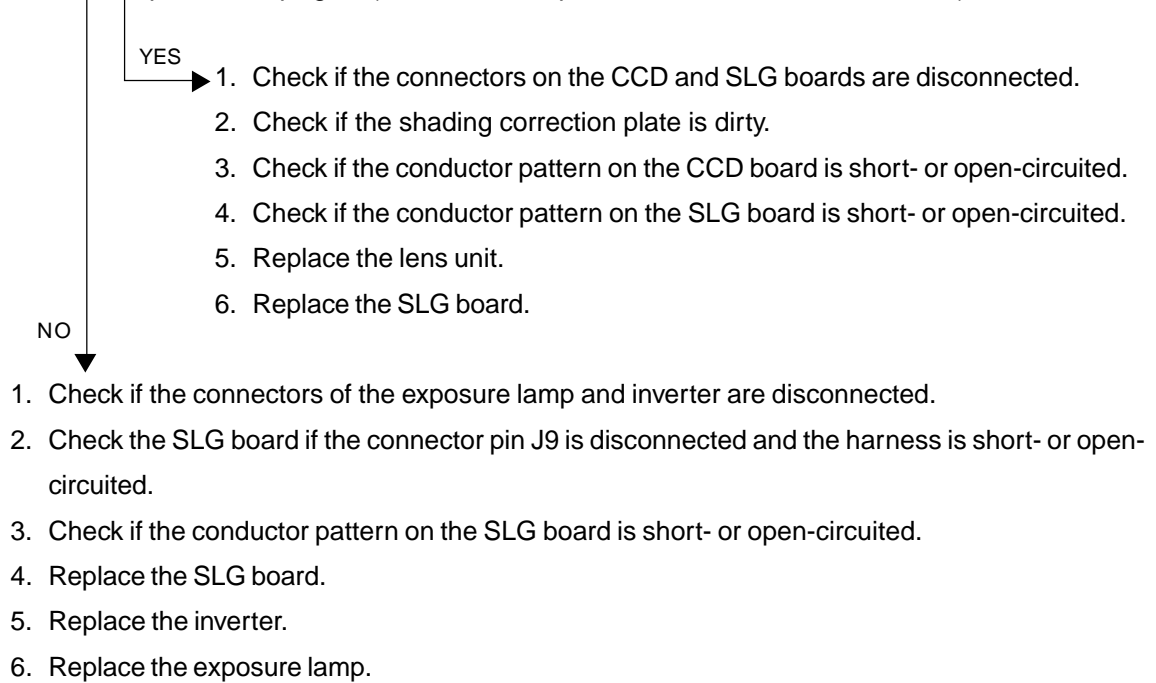 YES
1. Check if the connectors on the CCD and SLG boards are disconnected.
2. Check if the shading correction plate is dirty.
3. Check if the conductor pattern on the CCD board is short- or open-circuited.
4. Check if the conductor pattern on the SLG board is short- or open-circuited.
5. Replace the lens unit.
6. Replace the SLG board.
NO
1. Check if the connectors of the exposure lamp and inverter are disconnected.
2. Check the SLG board if the connector pin J9 is disconnected and the harness is short- or open-
circuited.
3. Check if the conductor pattern on the SLG board is short- or open-circuited.
4. Replace the SLG board.
5. Replace the inverter.
6. Replace the exposure lamp.